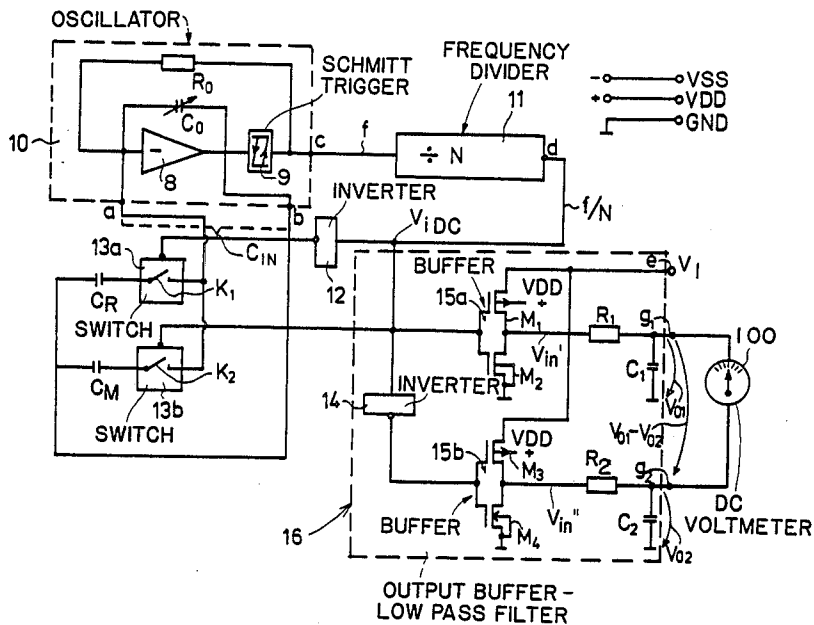 OSCILLATOR
SCHMITT
TRIGGER
FREQUENCY
DIVIDER
R0
C0
10
8
9
c
f
11
÷ N
d
- VSS
+ VDD
GND
a
b
INVERTER
ViDC
f/N
CIN
12
13a
K1
CR
SWITCH
CM
K2
13b
SWITCH
BUFFER
15a
VDD
+
M1
M2
Vin'
R1
e
V1
g1
C1
V01
V01-V02
100
14
INVERTER
15b
VDD
+
M3
M4
BUFFER
Vin"
R2
g2
C2
V02
DC
VOLTMETER
16
OUTPUT BUFFER-
LOW PASS FILTER